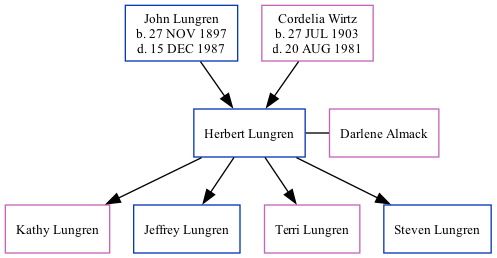 John Lungren
b. 27 NOV 1897
d. 15 DEC 1987
Cordelia Wirtz
b. 27 JUL 1903
d. 20 AUG 1981
Herbert Lungren
Darlene Almack
Kathy Lungren
Jeffrey Lungren
Terri Lungren
Steven Lungren